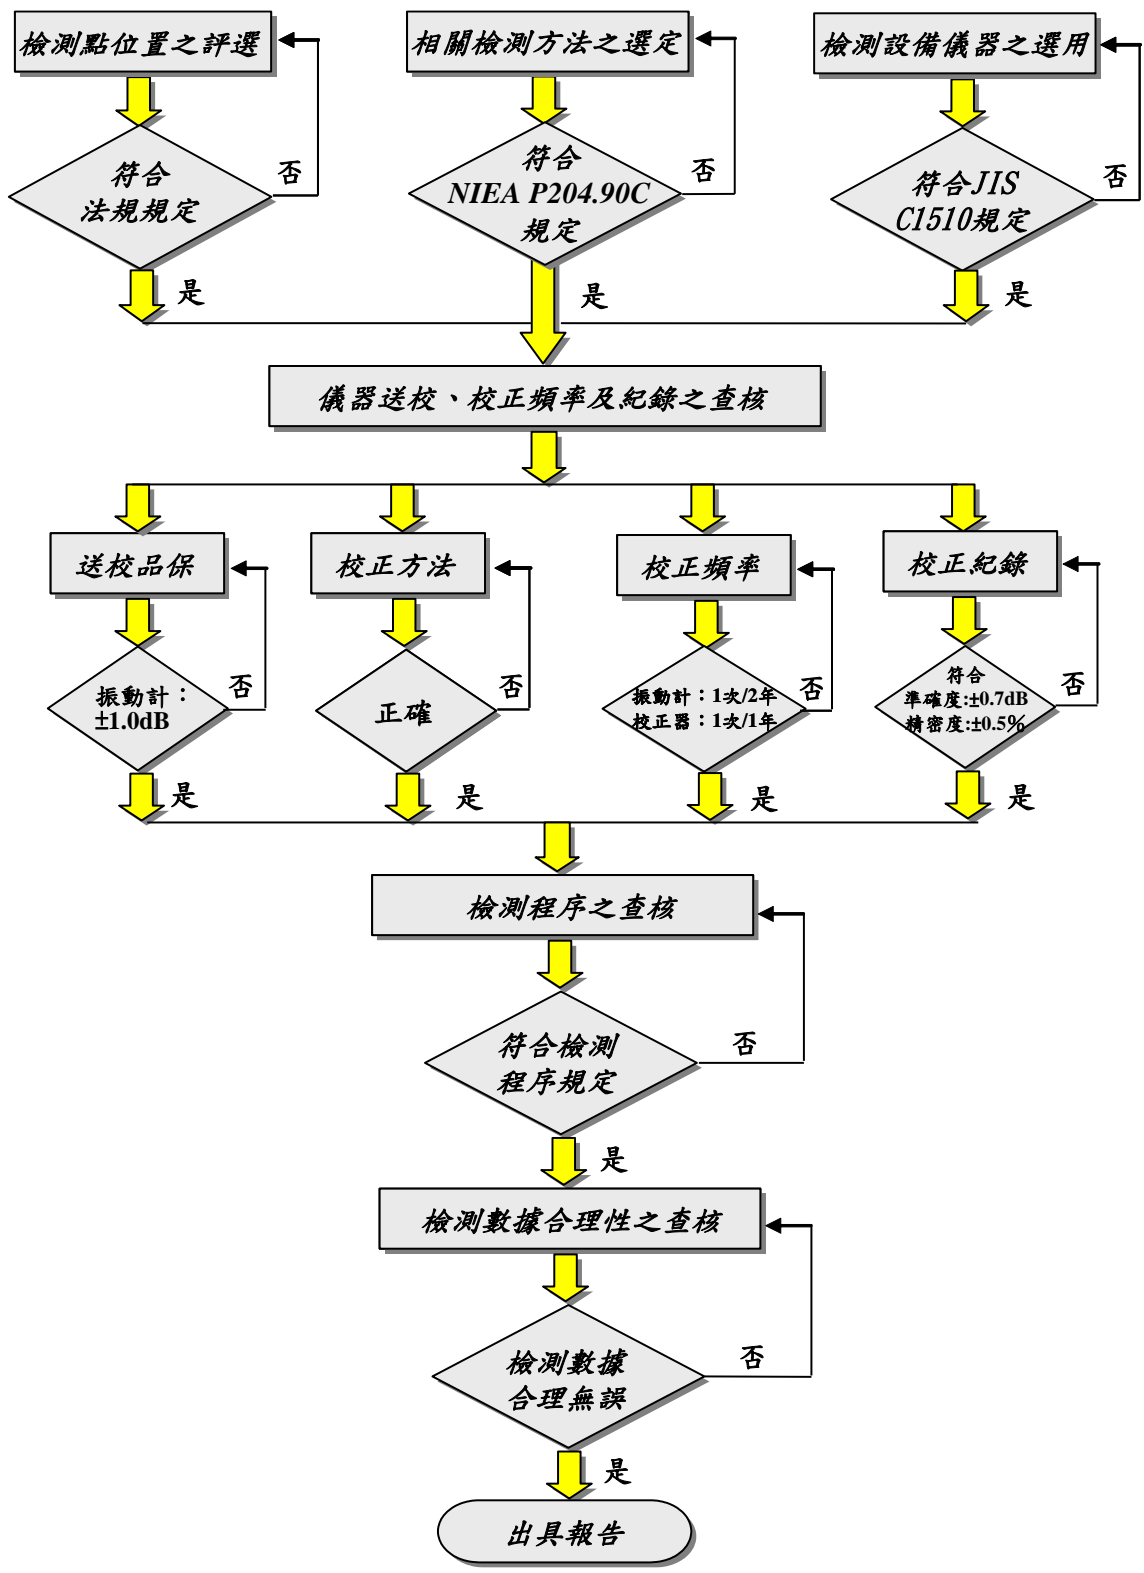 檢測點位置之評選
相關檢測方法之選定
檢測設備儀器之選用
符合
法規規定
否
符合
NIEA P204.90C
規定
否
符合JIS
C1510規定
否
是
是
是
儀器送校、校正頻率及紀錄之查核
送校品保
校正方法
校正頻率
校正紀錄
振動計：
±1.0dB
否
正確
否
振動計：1次/2年
校正器：1次/1年
否
符合
準確度:±0.7dB
精密度:±0.5%
否
是
是
是
是
檢測程序之查核
符合檢測
程序規定
否
是
檢測數據合理性之查核
檢測數據
合理無誤
否
是
出具報告